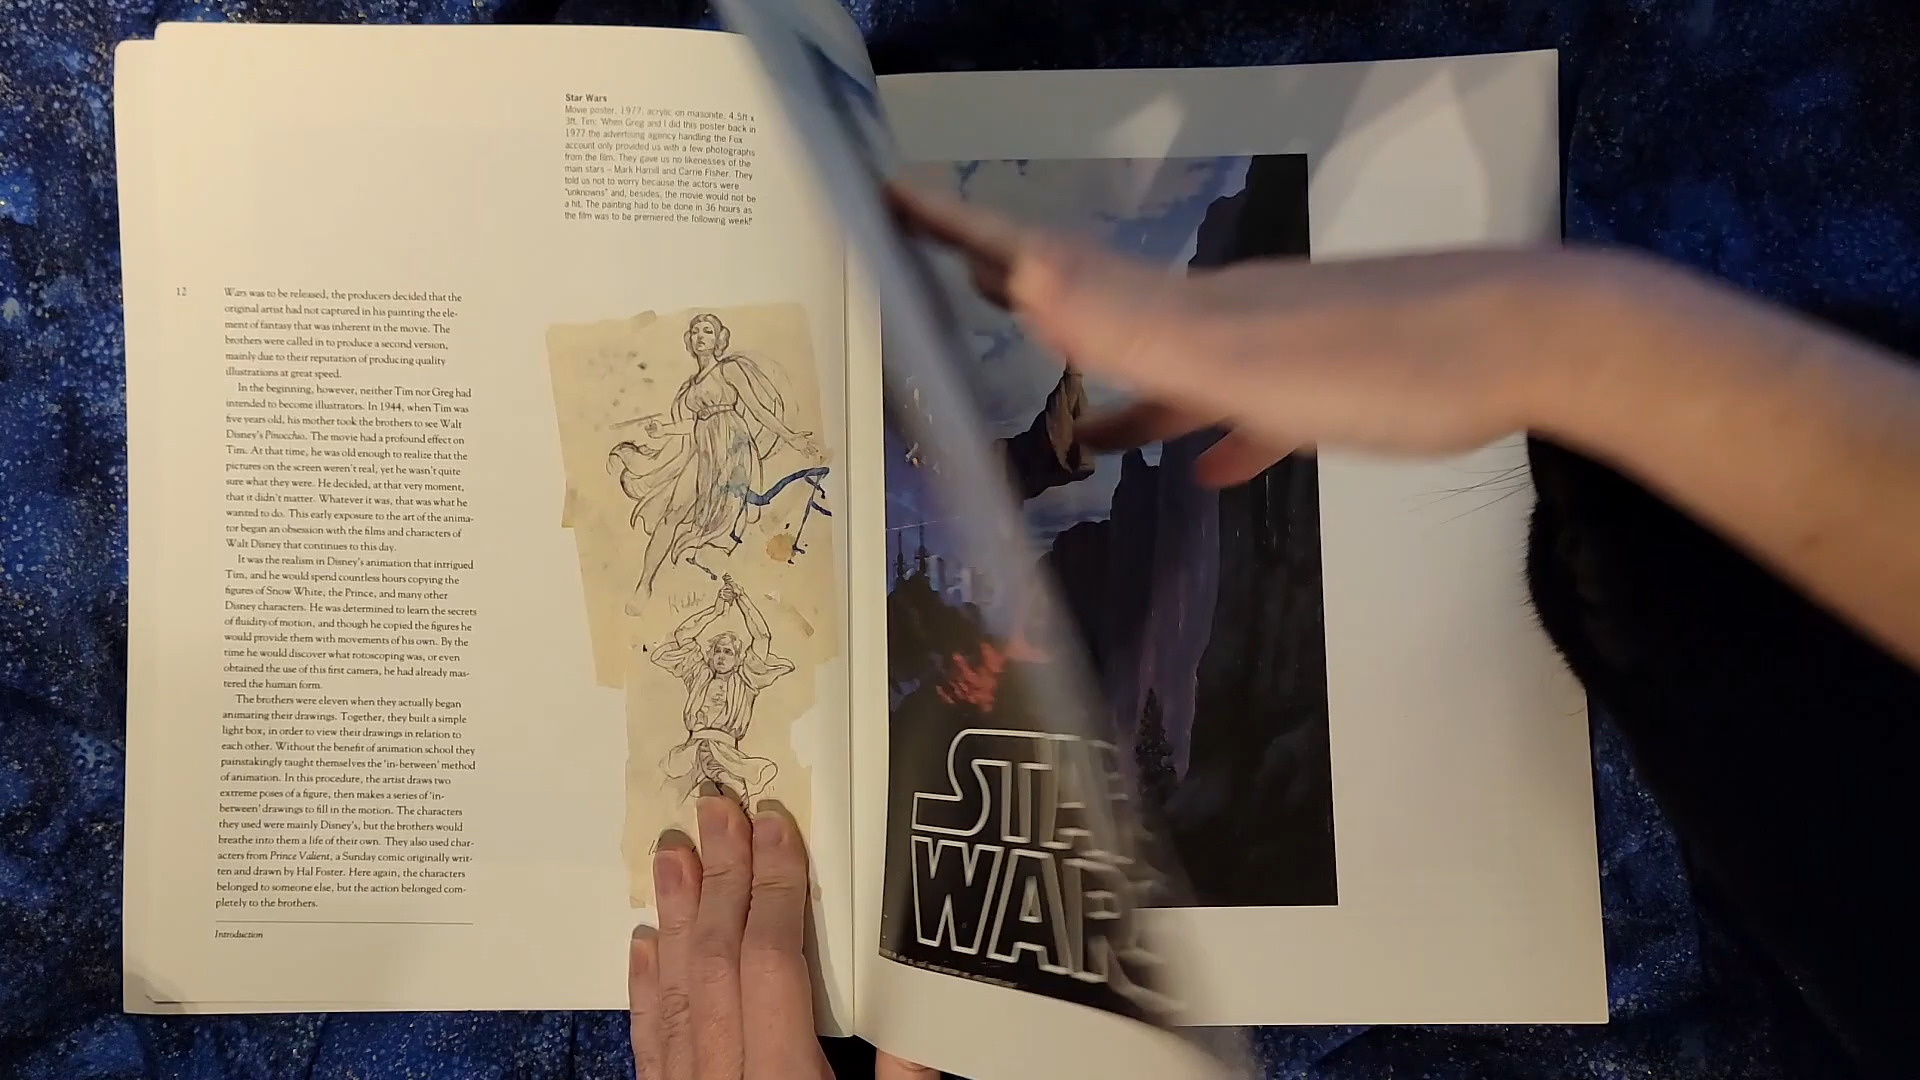 Star Wars
Movie poster, 1977, acrylic on masonite, 4.5ft x
3ft. Tim: 'When Greg and I did this poster back in
1977 the advertising agency handling the Fox
account only provided us with a few photographs
from the film. They gave us no likenesses of the
main stars – Mark Hamill and Carrie Fisher. They
told us not to worry because the actors were
"unknowns" and, besides, the movie would not be
a hit. The painting had to be done in 36 hours as
the film was to be premiered the following week!'
12
Wars was to be released, the producers decided that the
original artist had not captured in his painting the ele-
ment of fantasy that was inherent in the movie. The
brothers were called in to produce a second version,
mainly due to their reputation of producing quality
illustrations at great speed.
In the beginning, however, neither Tim nor Greg had
intended to become illustrators. In 1944, when Tim was
five years old, his mother took the brothers to see Walt
Disney's Pinocchio. The movie had a profound effect on
Tim. At that time, he was old enough to realize that the
pictures on the screen weren't real, yet he wasn't quite
sure what they were. He decided, at that very moment,
that it didn't matter. Whatever it was, that was what he
wanted to do. This early exposure to the art of the anima-
tor began an obsession with the films and characters of
Walt Disney that continues to this day.
It was the realism in Disney's animation that intrigued
Tim, and he would spend countless hours copying the
figures of Snow White, the Prince, and many other
Disney characters. He was determined to learn the secrets
of fluidity of motion, and though he copied the figures he
would provide them with movements of his own. By the
time he would discover what rotoscoping was, or even
obtained the use of this first camera, he had already mas-
tered the human form.
The brothers were eleven when they actually began
animating their drawings. Together, they built a simple
light box, in order to view their drawings in relation to
each other. Without the benefit of animation school they
painstakingly taught themselves the 'in-between' method
of animation. In this procedure, the artist draws two
extreme poses of a figure, then makes a series of 'in-
between' drawings to fill in the motion. The characters
they used were mainly Disney's, but the brothers would
breathe into them a life of their own. They also used char-
acters from Prince Valient, a Sunday comic originally writ-
ten and drawn by Hal Foster. Here again, the characters
belonged to someone else, but the action belonged com-
pletely to the brothers.
Introduction
STAR
WARS